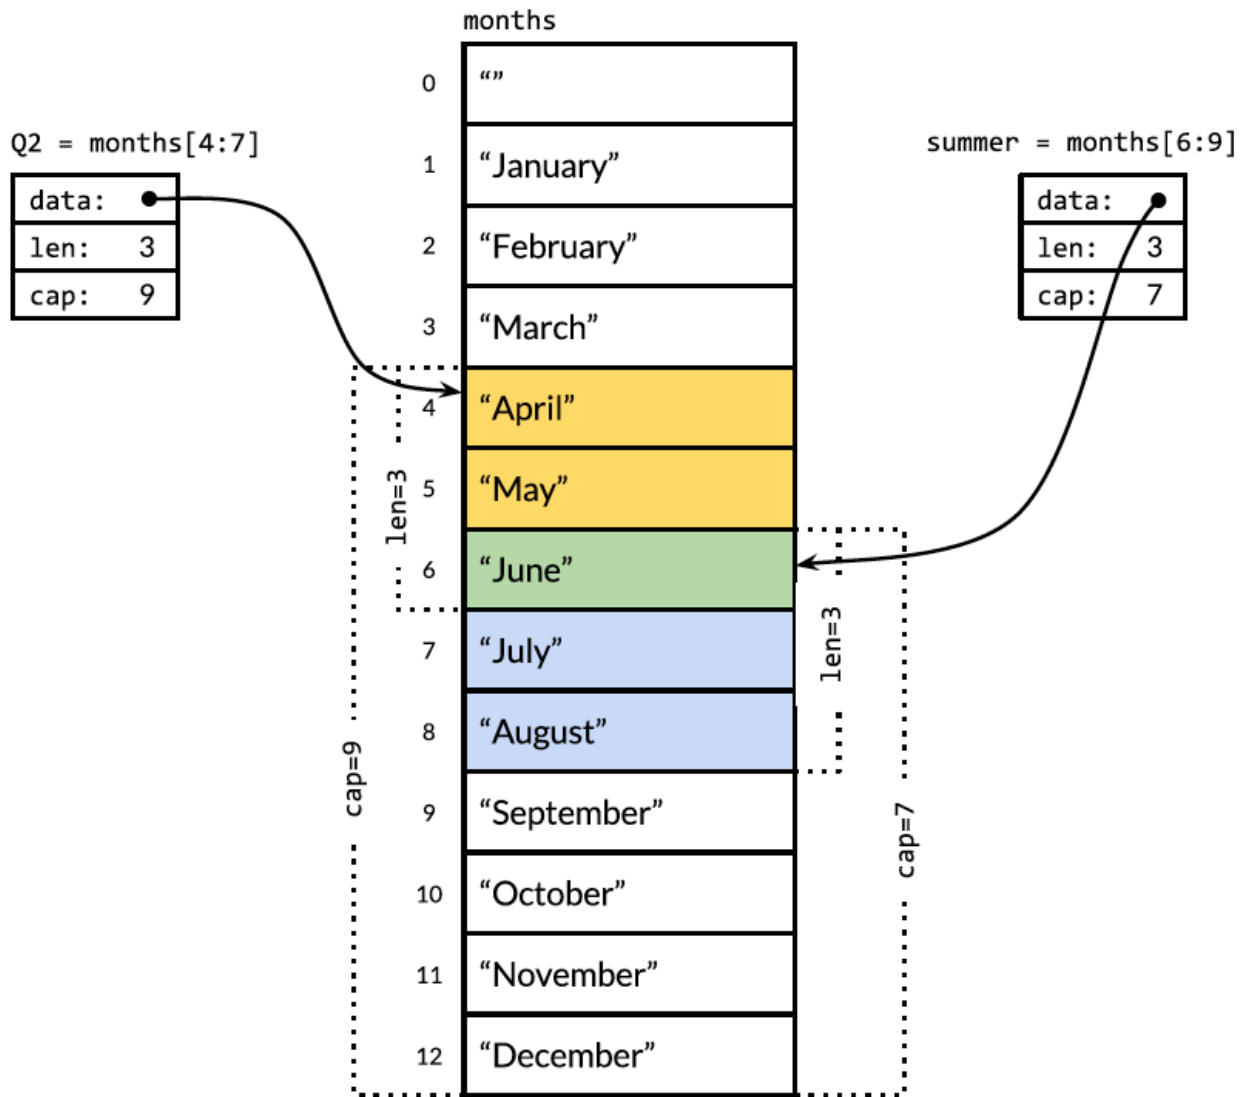 months
0 “”
Q2 = months[4:7]
data:
len: 3
cap: 9
summer = months[6:9]
data:
len: 3
cap: 7
1 “January”
2 “February”
3 “March”
4 “April”
5 “May”
6 “June”
7 “July”
8 “August”
9 “September”
10 “October”
11 “November”
12 “December”
len=3
cap=9
len=3
cap=7